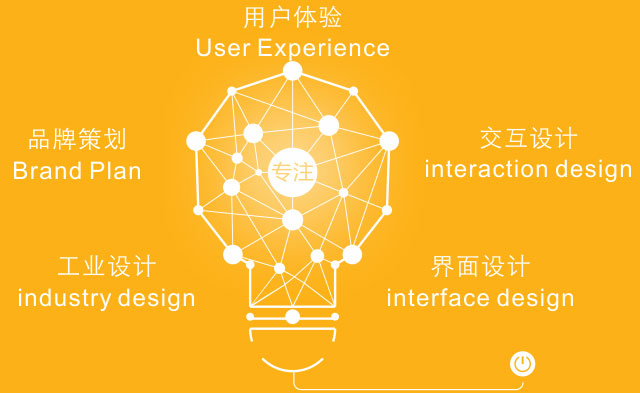 用户体验
User Experience
品牌策划
Brand Plan
交互设计
interaction design
专注
工业设计
industry design
界面设计
interface design